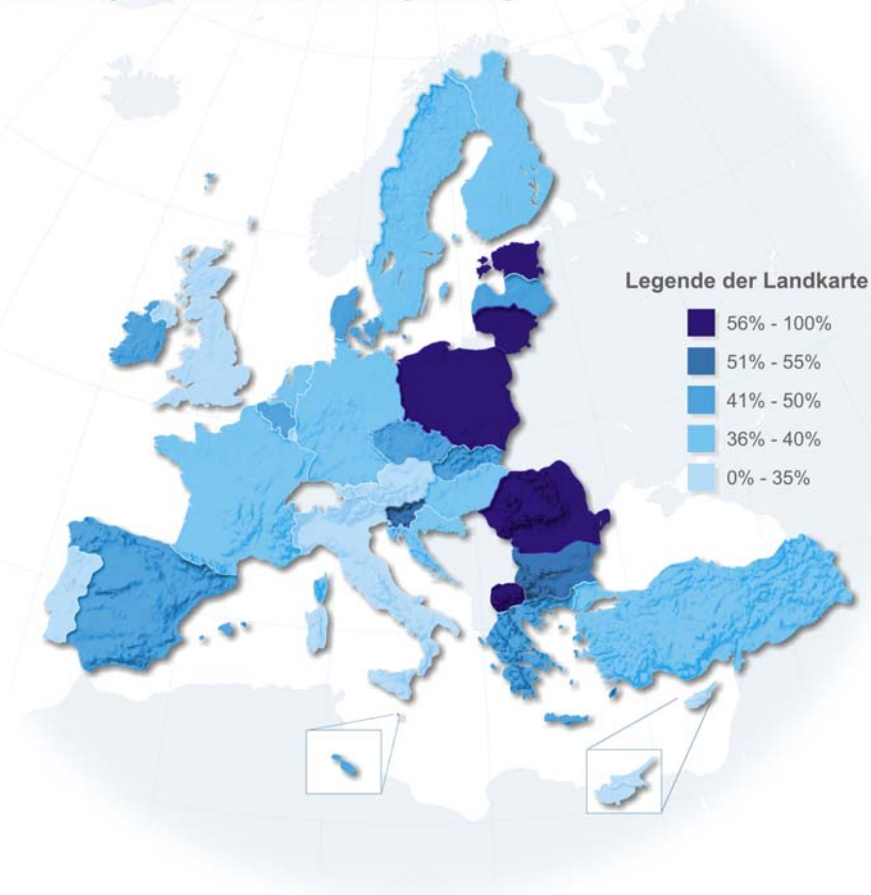 Legende der Landkarte
56% - 100%
51% - 55%
41% - 50%
36% - 40%
0% - 35%